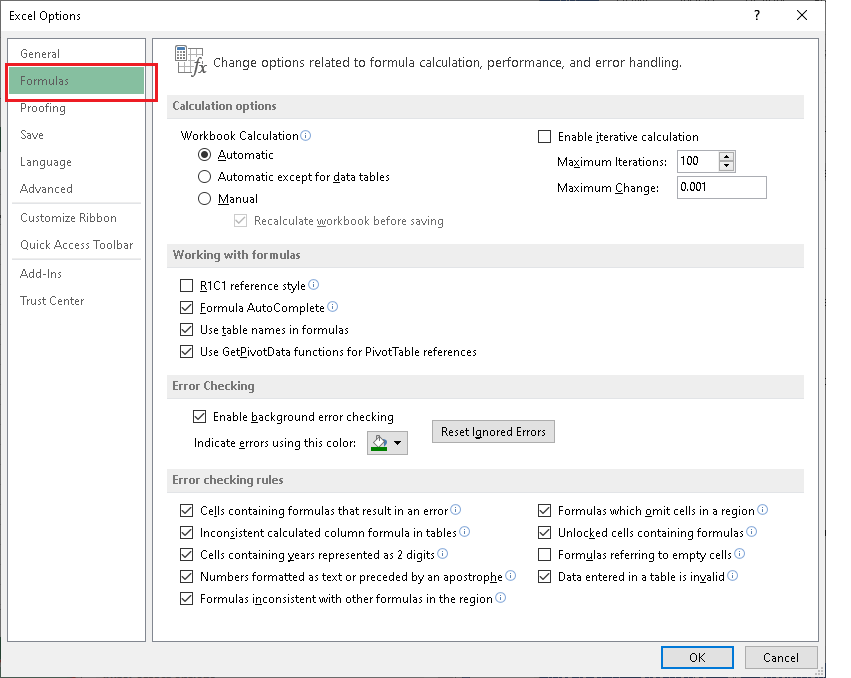 Excel Options
?
General
Formulas
Proofing
Save
Language
Advanced
Customize Ribbon
Quick Access Toolbar
Add-Ins
Trust Center
Change options related to formula calculation, performance, and error handling.
Calculation options
Workbook Calculation
Automatic
Automatic except for data tables
Manual
Recalculate workbook before saving
Enable iterative calculation
Maximum Iterations: 100
Maximum Change: 0.001
Working with formulas
R1C1 reference style
Formula AutoComplete
Use table names in formulas
Use GetPivotData functions for PivotTable references
Error Checking
Enable background error checking
Indicate errors using this color:
Reset Ignored Errors
Error checking rules
Cells containing formulas that result in an error
Inconsistent calculated column formula in tables
Cells containing years represented as 2 digits
Numbers formatted as text or preceded by an apostrophe
Formulas inconsistent with other formulas in the region
Formulas which omit cells in a region
Unlocked cells containing formulas
Formulas referring to empty cells
Data entered in a table is invalid
OK
Cancel